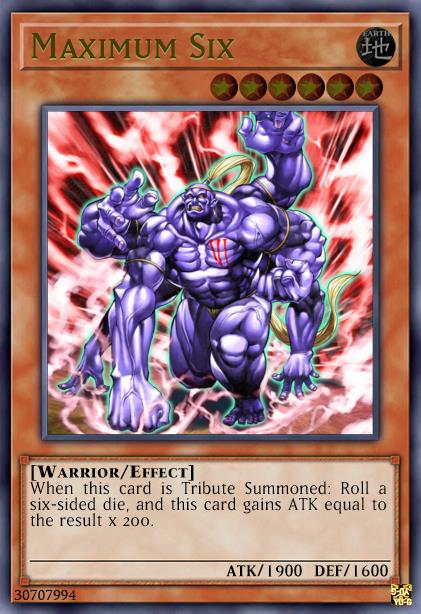 Maximum Six
EARTH
地
[Warrior/Effect]
When this card is Tribute Summoned: Roll a
six-sided die, and this card gains ATK equal to
the result x 200.
ATK/1900 DEF/1600
30707994